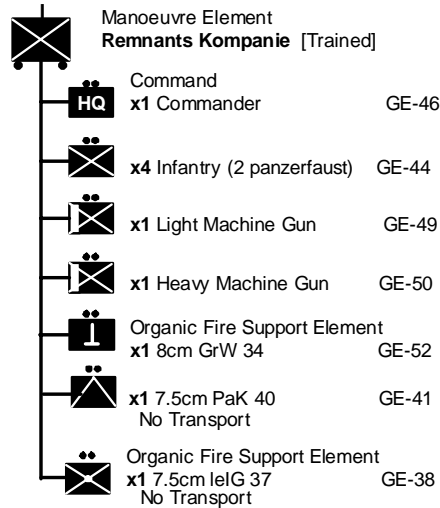 Manoeuvre Element
Remnants Kompanie [Trained]
Command
HQ x1 Commander GE-46
x4 Infantry (2 panzerfaust) GE-44
x1 Light Machine Gun GE-49
x1 Heavy Machine Gun GE-50
Organic Fire Support Element
x1 8cm GrW 34 GE-52
x1 7.5cm PaK 40 GE-41
No Transport
Organic Fire Support Element
x1 7.5cm leIG 37 GE-38
No Transport